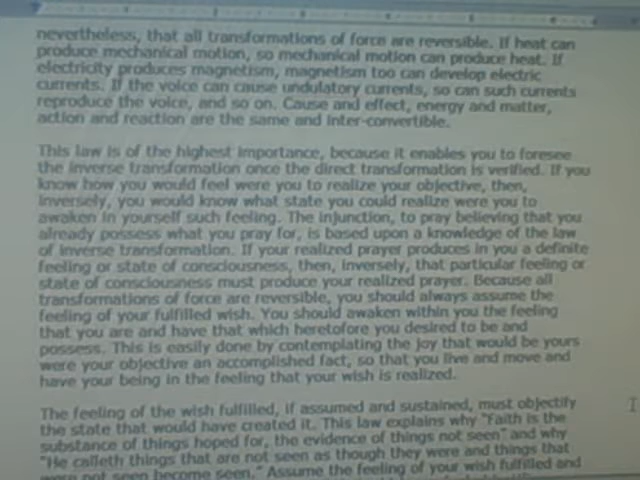 nevertheless, that all transformations of force are reversible. If heat can
produce mechanical motion, so mechanical motion can produce heat. If
electricity produces magnetism, magnetism too can develop electric
currents. If the voice can cause undulatory currents, so can such currents
reproduce the voice, and so on. Cause and effect, energy and matter,
action and reaction are the same and inter-convertible.
This law is of the highest importance, because it enables you to foresee
the inverse transformation once the direct transformation is verified. If you
know how you would feel were you to realize your objective, then,
inversely, you would know what state you could realize were you to
awaken in yourself such feeling. The injunction, to pray believing that you
already possess what you pray for, is based upon a knowledge of the law
of inverse transformation. If your realized prayer produces in you a definite
feeling or state of consciousness, then, inversely, that particular feeling or
state of consciousness must produce your realized prayer. Because all
transformations of force are reversible, you should always assume the
feeling of your fulfilled wish. You should awaken within you the feeling
that you are and have that which heretofore you desired to be and
possess. This is easily done by contemplating the joy that would be yours
were your objective an accomplished fact, so that you live and move and
have your being in the feeling that your wish is realized.
The feeling of the wish fulfilled, if assumed and sustained, must objectify
the state that would have created it. This law explains why "Faith is the
substance of things hoped for, the evidence of things not seen" and why
"He calleth things that are not seen as though they were and things that
were not seen become seen." Assume the feeling of your wish fulfilled and